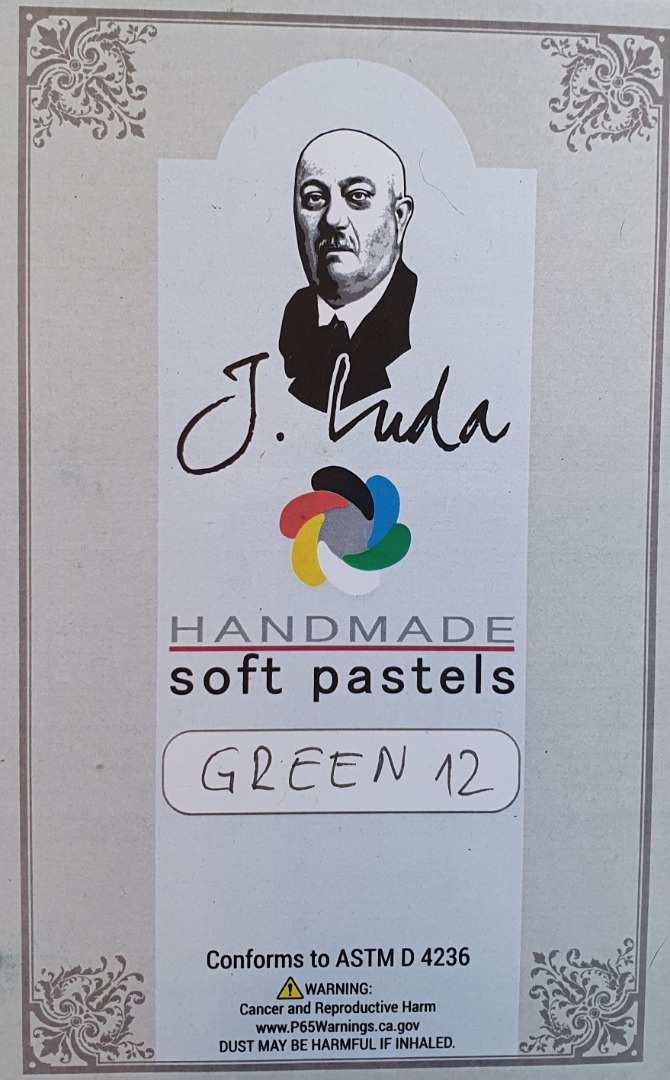 J. Luda
HANDMADE
soft pastels
GREEN 12
Conforms to ASTM D 4236
WARNING:
Cancer and Reproductive Harm
www.P65Warnings.ca.gov
DUST MAY BE HARMFUL IF INHALED.